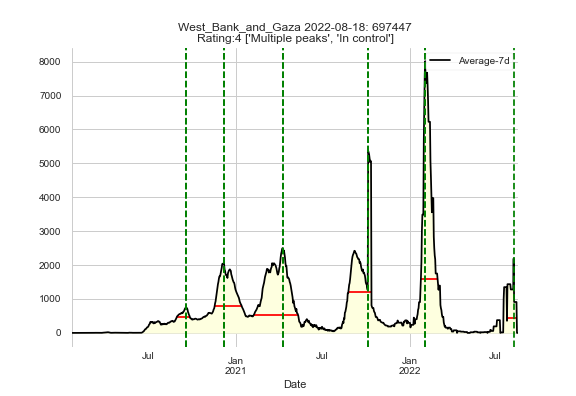 West_Bank_and_Gaza 2022-08-18: 697447
Rating:4 ['Multiple peaks', 'In control']
Average-7d
8000
7000
6000
5000
4000
3000
2000
1000
0
Jul
Jan
2021
Jul
Jan
2022
Jul
Date